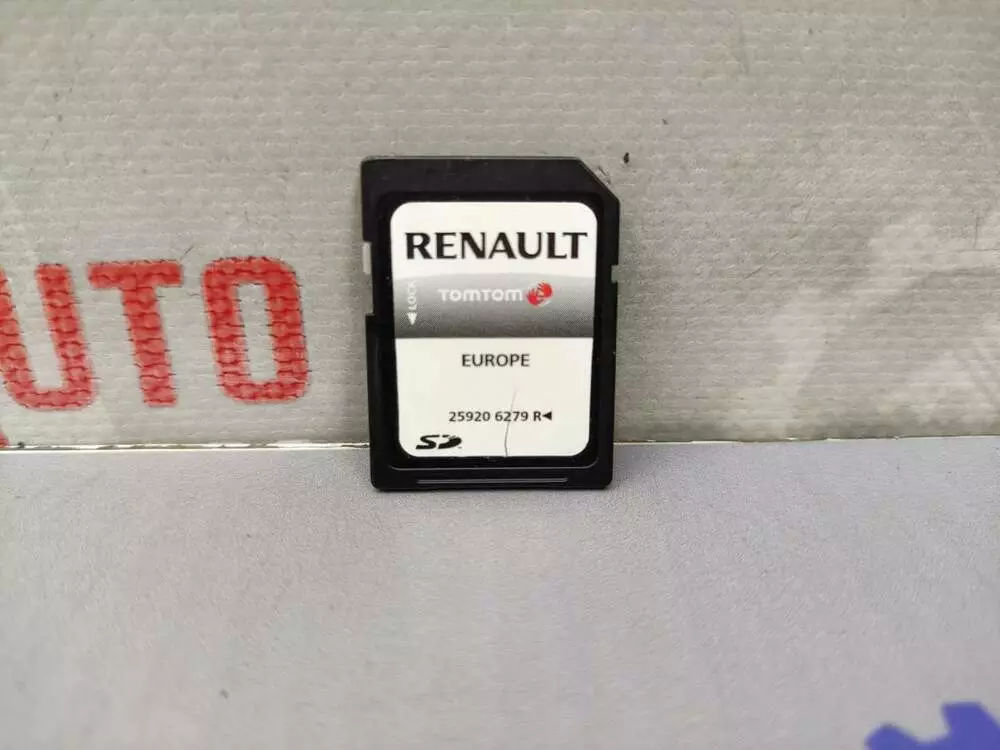 RENAULT
TOMTOM
◄ LOCK
EUROPE
25920 6279 R◄
SD
UTO